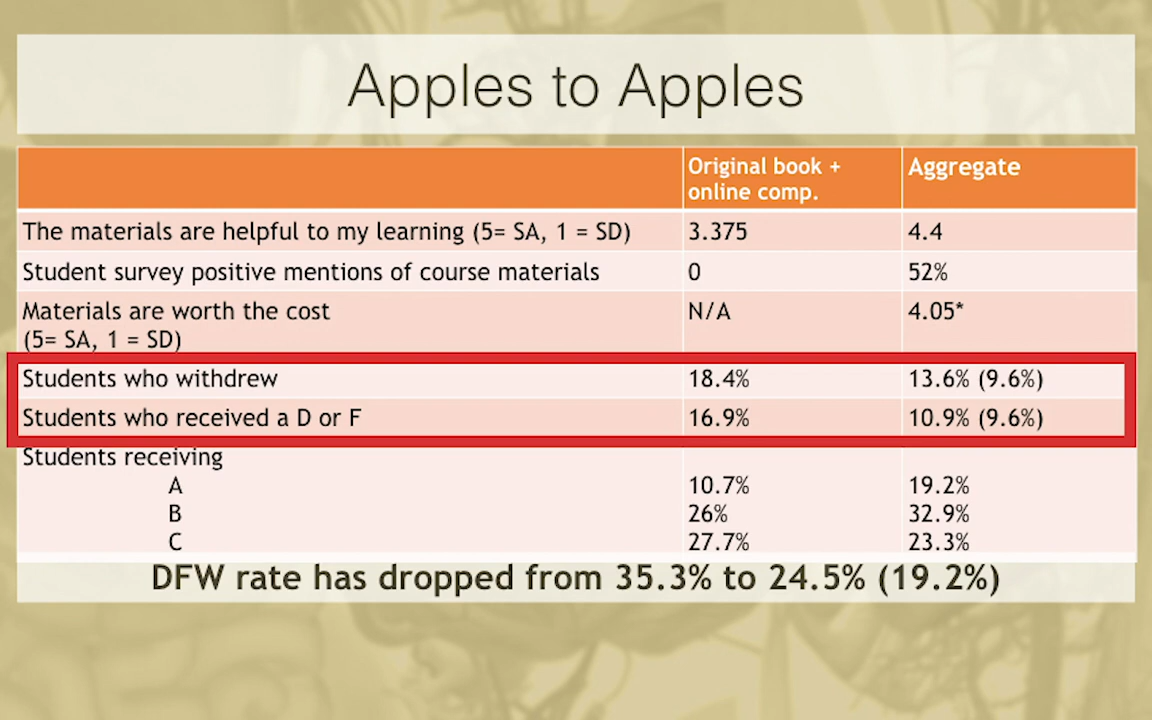 Apples to Apples
Original book + Aggregate
online comp.
The materials are helpful to my learning (5= SA, 1 = SD) 3.375 4.4
Student survey positive mentions of course materials 0 52%
Materials are worth the cost N/A 4.05*
(5= SA, 1 = SD)
Students who withdrew 18.4% 13.6% (9.6%)
Students who received a D or F 16.9% 10.9% (9.6%)
Students receiving
A 10.7% 19.2%
B 26% 32.9%
C 27.7% 23.3%
DFW rate has dropped from 35.3% to 24.5% (19.2%)